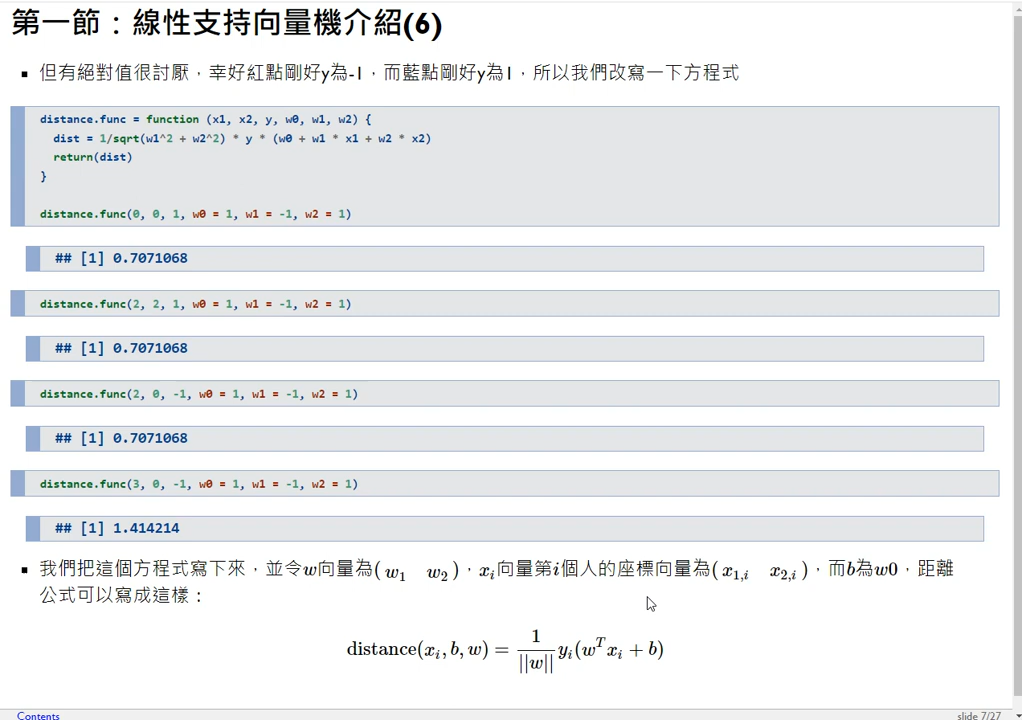 第一節：線性支持向量機介紹(6)
但有絕對值很討厭，幸好紅點剛好y為-1，而藍點剛好y為1，所以我們改寫一下方程式
distance.func = function (x1, x2, y, w0, w1, w2) {
dist = 1/sqrt(w1^2 + w2^2) * y * (w0 + w1 * x1 + w2 * x2)
return(dist)
}
distance.func(0, 0, 1, w0 = 1, w1 = -1, w2 = 1)
## [1] 0.7071068
distance.func(2, 2, 1, w0 = 1, w1 = -1, w2 = 1)
## [1] 0.7071068
distance.func(2, 0, -1, w0 = 1, w1 = -1, w2 = 1)
## [1] 0.7071068
distance.func(3, 0, -1, w0 = 1, w1 = -1, w2 = 1)
## [1] 1.414214
我們把這個方程式寫下來，並令w向量為( w₁ w₂ )，xᵢ向量第i個人的座標向量為( x₁,ᵢ x₂,ᵢ )，而b為w0，距離
公式可以寫成這樣：
distance(xᵢ, b, w) = 1/||w|| yᵢ(wᵀxᵢ + b)
Contents
slide 7/27